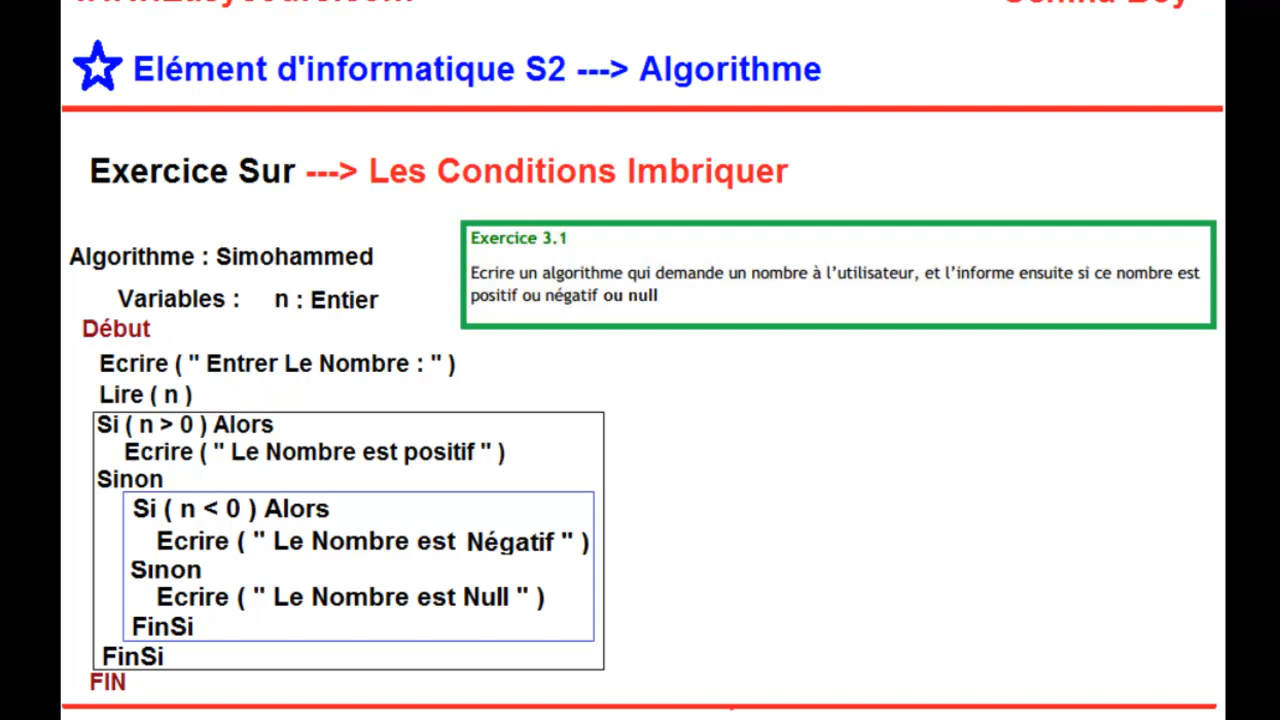 Elément d'informatique S2 ---> Algorithme
Exercice Sur ---> Les Conditions Imbriquer
Exercice 3.1
Ecrire un algorithme qui demande un nombre à l'utilisateur, et l'informe ensuite si ce nombre est
positif ou négatif ou null
Algorithme : Simohammed
Variables : n : Entier
Début
Ecrire ( " Entrer Le Nombre : " )
Lire ( n )
Si ( n > 0 ) Alors
Ecrire ( " Le Nombre est positif " )
Sinon
Si ( n < 0 ) Alors
Ecrire ( " Le Nombre est Négatif " )
Sinon
Ecrire ( " Le Nombre est Null " )
FinSi
FinSi
FIN